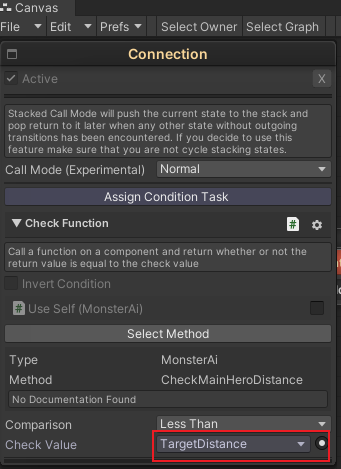 Canvas
File Edit Prefs Select Owner Select Graph
Connection
Active X
Stacked Call Mode will push the current state to the stack and
pop return to it later when any other state without outgoing
transitions has been encountered. If you decide to use this
feature make sure that you are not cycle stacking states.
Call Mode (Experimental) Normal
Assign Condition Task
Check Function
Call a function on a component and return whether or not the
return value is equal to the check value
Invert Condition
# Use Self (MonsterAi)
Select Method
Type MonsterAi
Method CheckMainHeroDistance
No Documentation Found
Comparison Less Than
Check Value TargetDistance